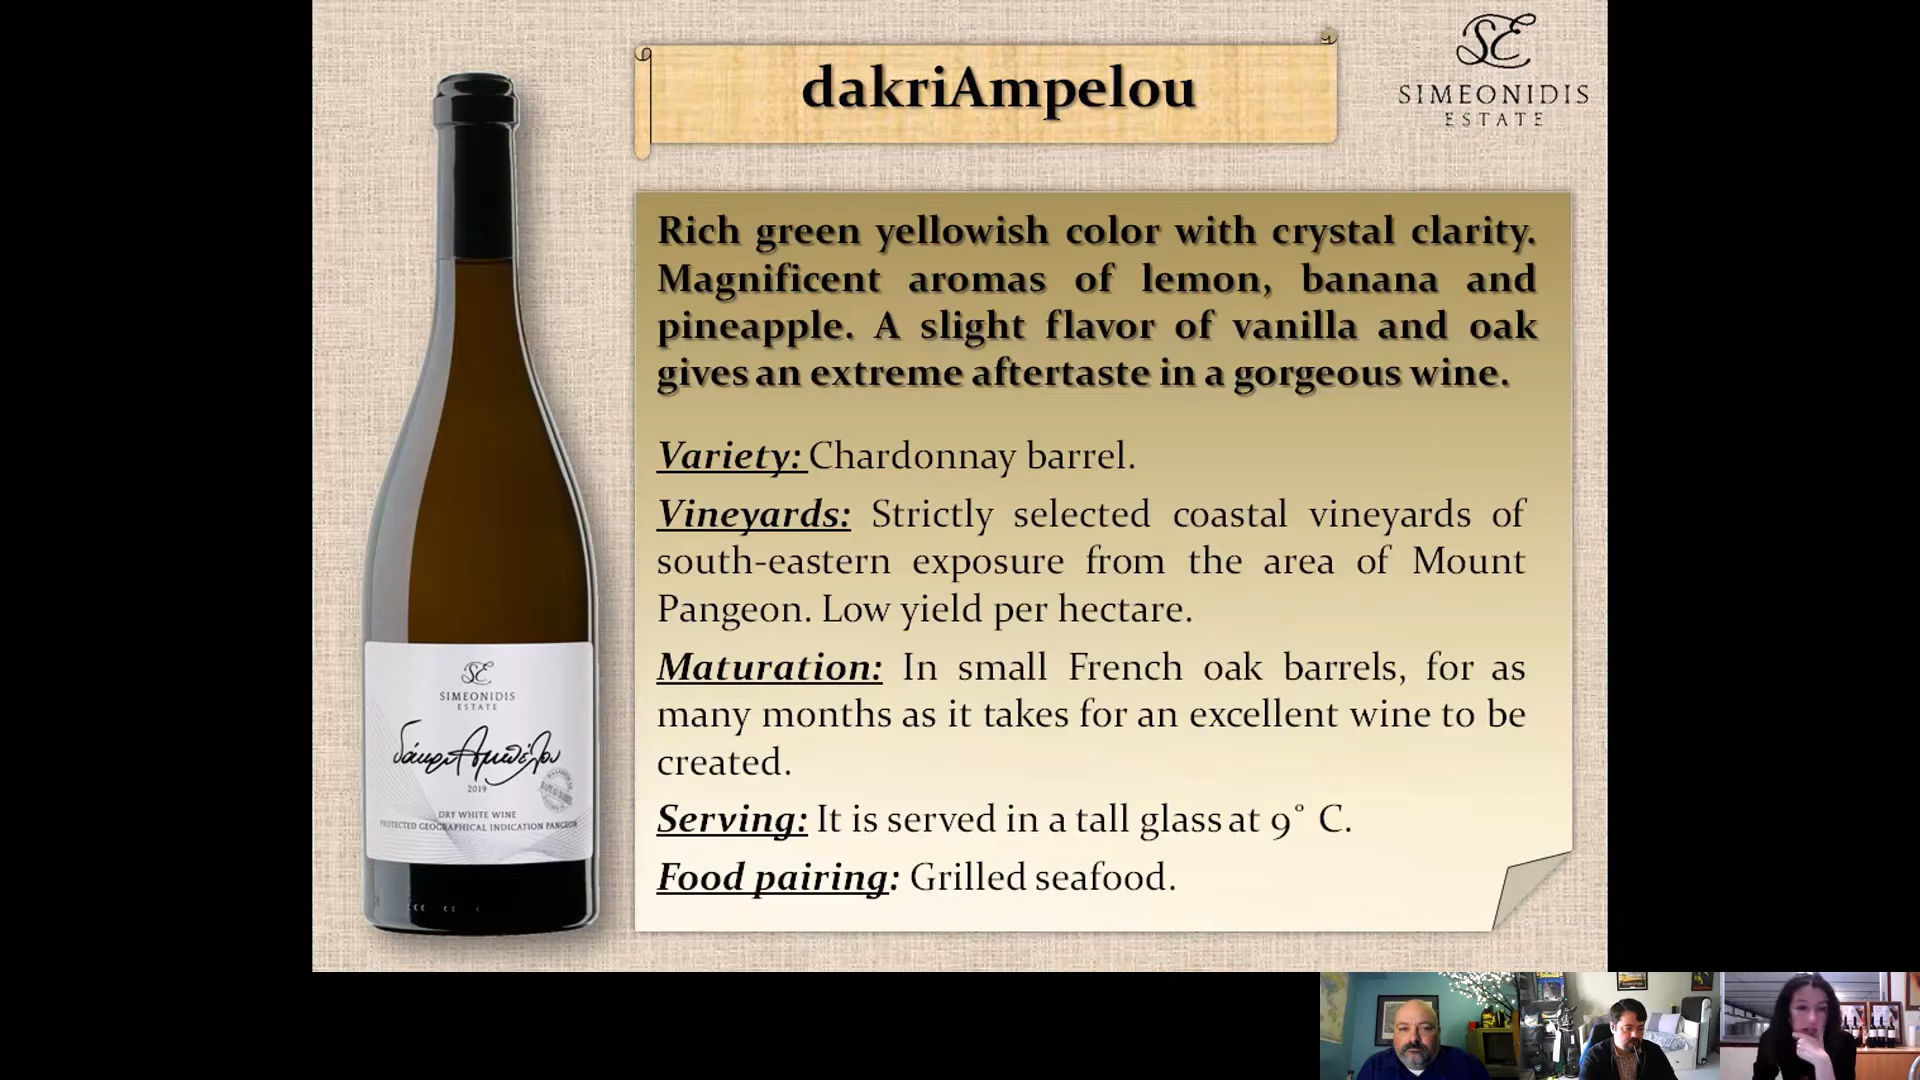 dakriAmpelou
SE
SIMEONIDIS
ESTATE
Rich green yellowish color with crystal clarity.
Magnificent aromas of lemon, banana and
pineapple. A slight flavor of vanilla and oak
gives an extreme aftertaste in a gorgeous wine.
Variety: Chardonnay barrel.
Vineyards: Strictly selected coastal vineyards of
south-eastern exposure from the area of Mount
Pangeon. Low yield per hectare.
Maturation: In small French oak barrels, for as
many months as it takes for an excellent wine to be
created.
Serving: It is served in a tall glass at 9° C.
Food pairing: Grilled seafood.
SE
SIMEONIDIS
ESTATE
δάκρυ Αμπέλου
2019
DRY WHITE WINE
PROTECTED GEOGRAPHICAL INDICATION PANGEON